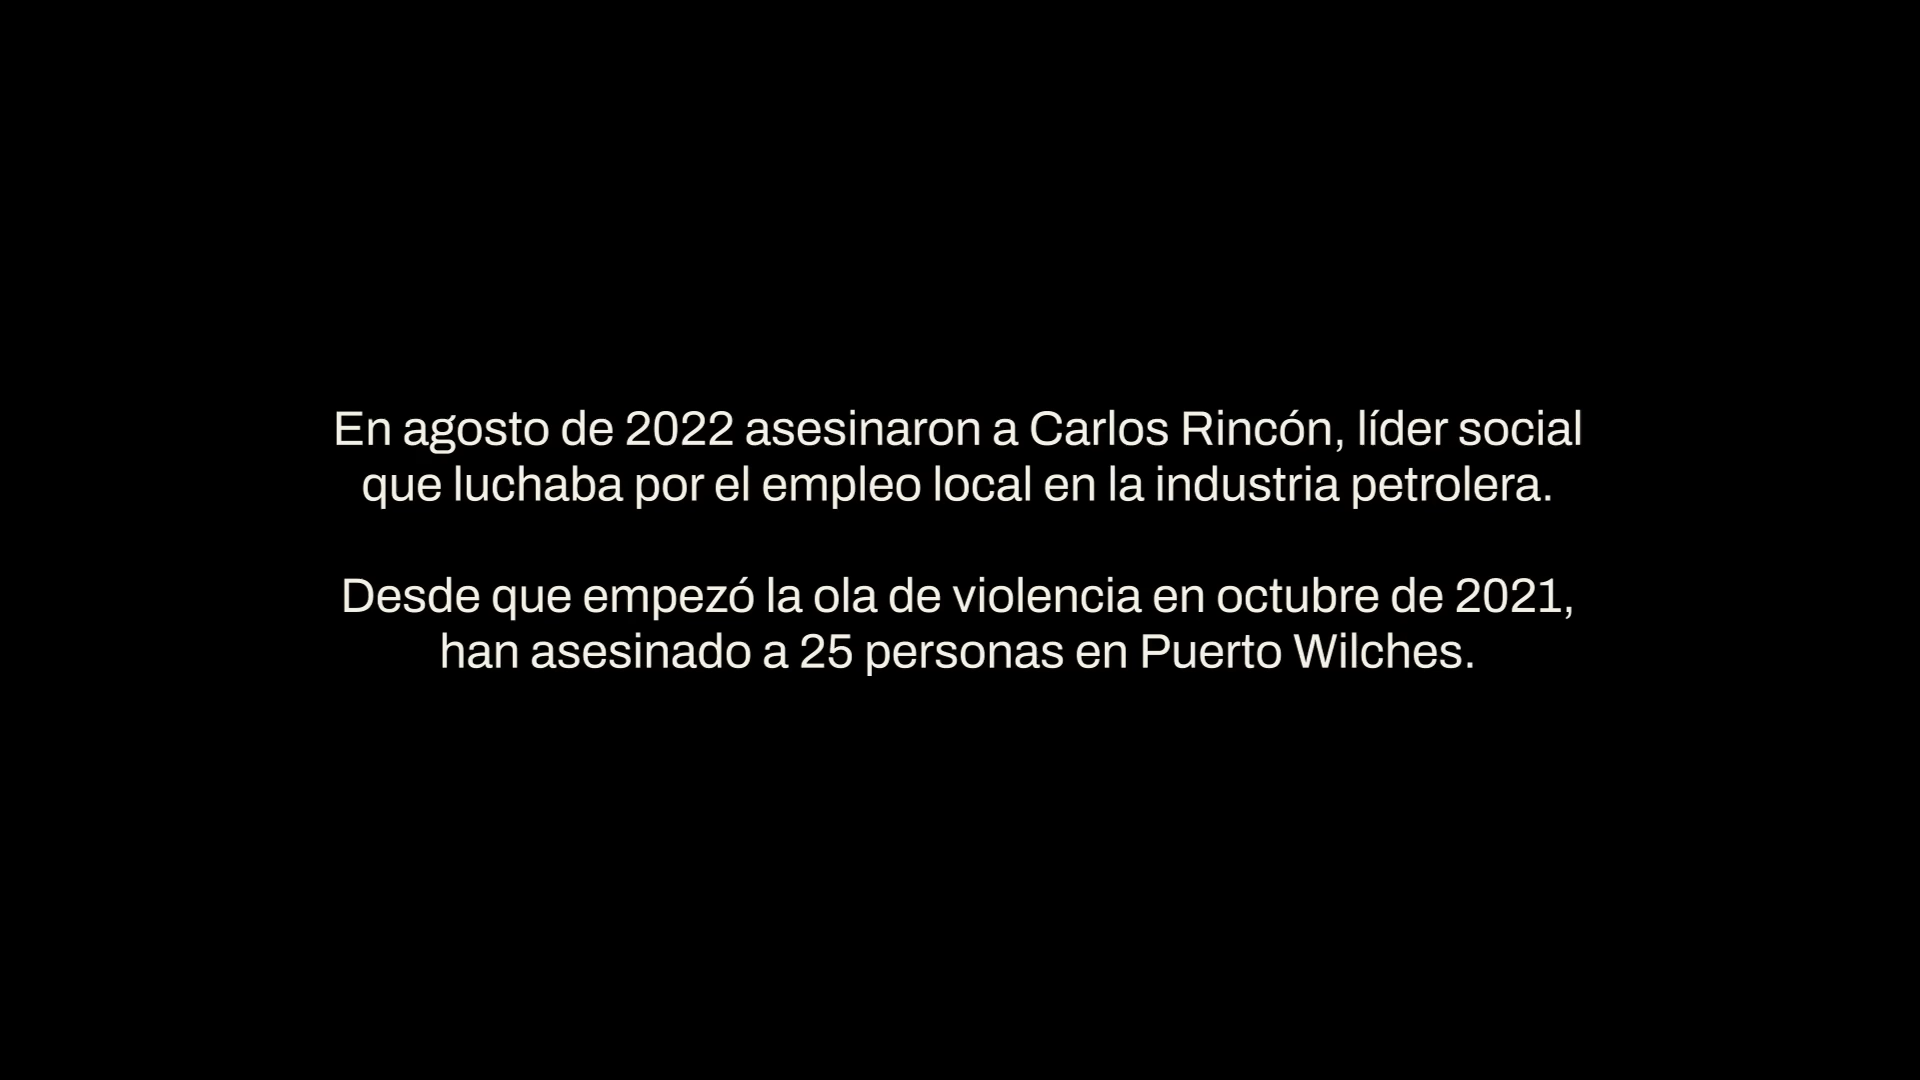 En agosto de 2022 asesinaron a Carlos Rincón, líder social
que luchaba por el empleo local en la industria petrolera.
Desde que empezó la ola de violencia en octubre de 2021,
han asesinado a 25 personas en Puerto Wilches.